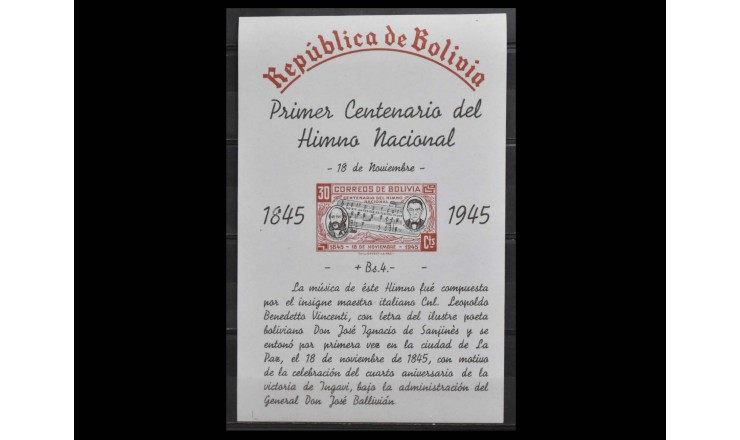 República de Bolivia
Primer Centenario del
Himno Nacional
- 18 de Noviembre -
30
CORREOS DE BOLIVIA
CENTENARIO DEL HIMNO
NACIONAL
1845 1945
1845 - 18 DE NOVIEMBRE - 1945
Cts
- + Bs.4.- -
La música de éste Himno fué compuesta
por el insigne maestro italiano Cnl. Leopoldo
Benedetto Vincenti, con letra del ilustre poeta
boliviano Don José Ignacio de Sanjinés y se
entonó por primera vez en la ciudad de La
Paz, el 18 de noviembre de 1845, con motivo
de la celebración del cuarto aniversario de la
victoria de Ingavi, bajo la administración del
General Don José Ballivián.